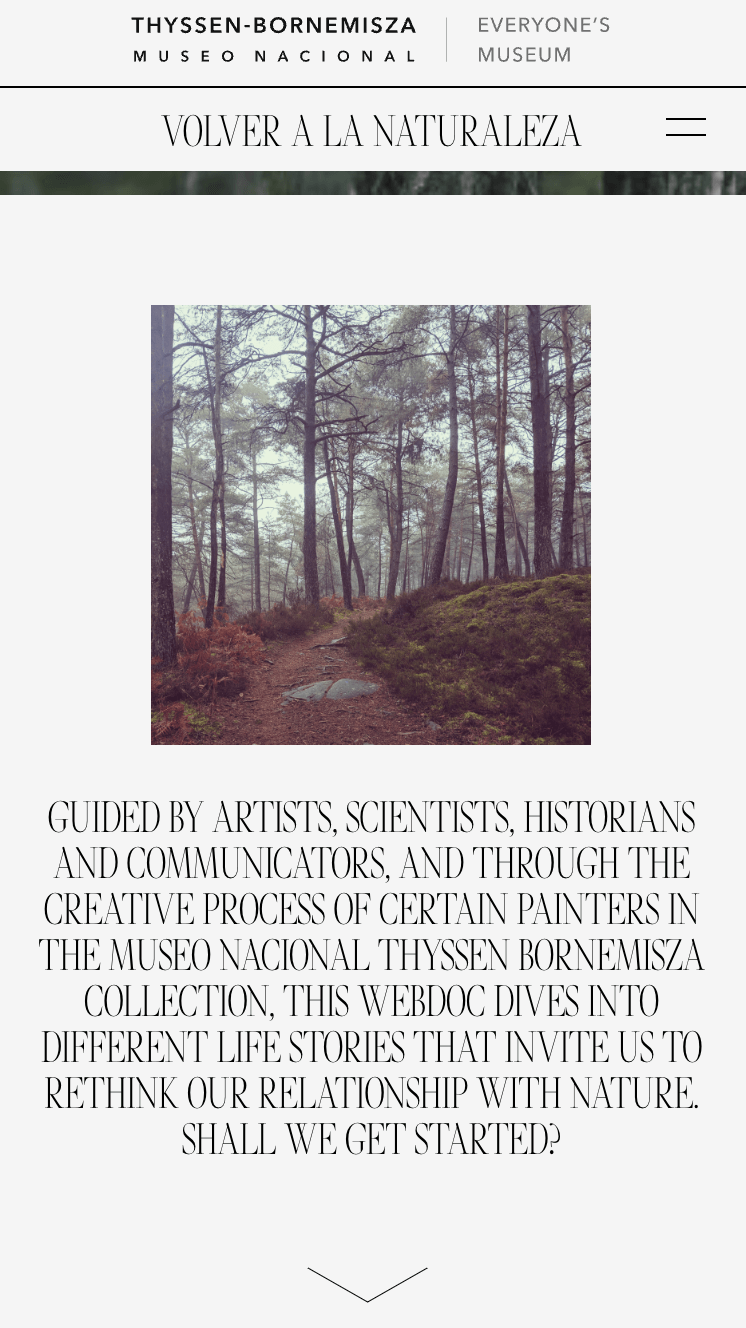 THYSSEN-BORNEMISZA
MUSEO NACIONAL
EVERYONE’S
MUSEUM
VOLVER A LA NATURALEZA
GUIDED BY ARTISTS, SCIENTISTS, HISTORIANS
AND COMMUNICATORS, AND THROUGH THE
CREATIVE PROCESS OF CERTAIN PAINTERS IN
THE MUSEO NACIONAL THYSSEN BORNEMISZA
COLLECTION, THIS WEBDOC DIVES INTO
DIFFERENT LIFE STORIES THAT INVITE US TO
RETHINK OUR RELATIONSHIP WITH NATURE.
SHALL WE GET STARTED?